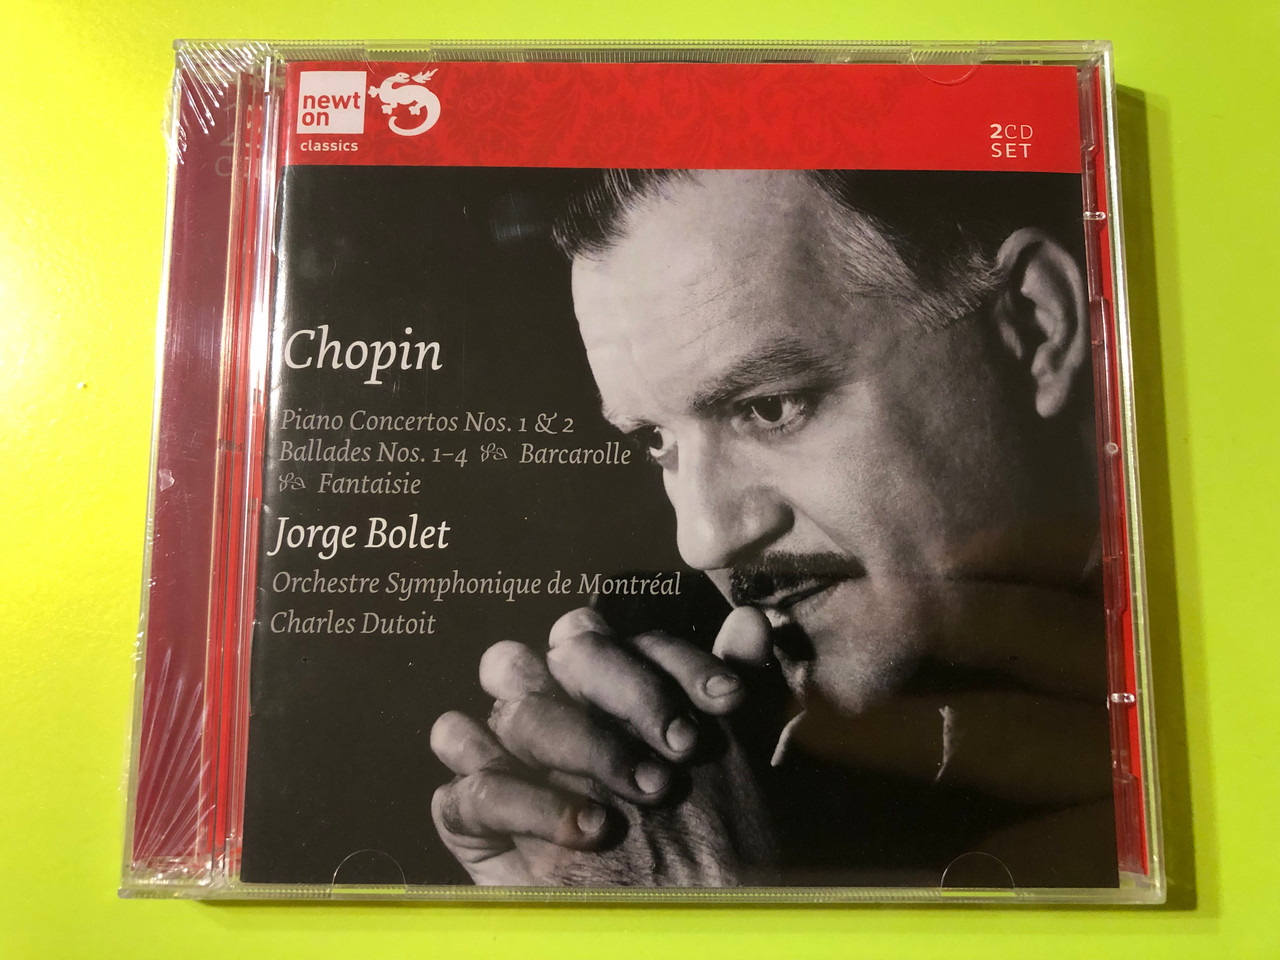 newt
on
classics
2CD
SET
Chopin
Piano Concertos Nos. 1 & 2
Ballades Nos. 1–4 Barcarolle
Fantaisie
Jorge Bolet
Orchestre Symphonique de Montréal
Charles Dutoit